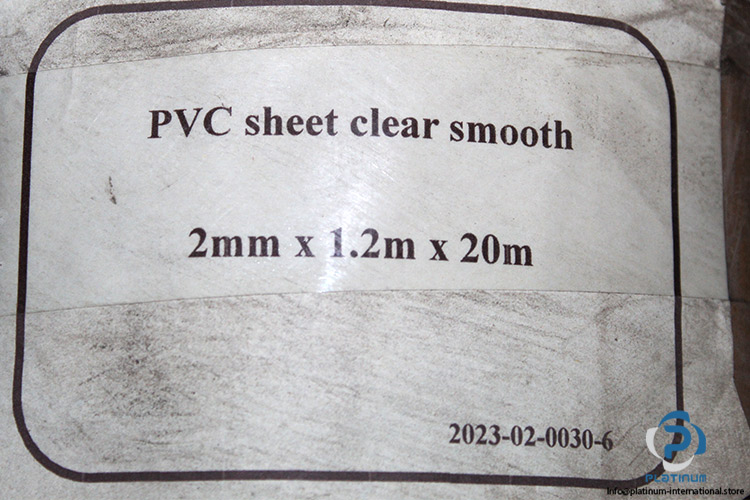 PVC sheet clear smooth
2mm x 1.2m x 20m
2023-02-0030-6
PLATINUM
info@platinum-international.store